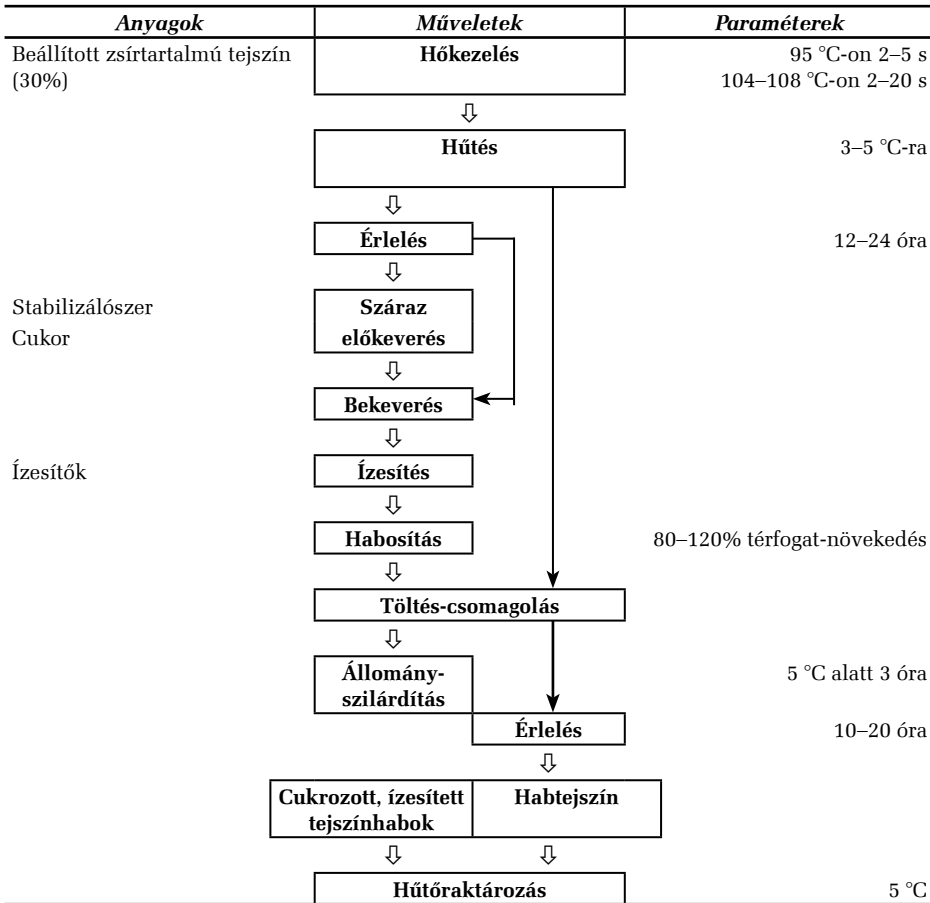 Anyagok Műveletek Paraméterek
Beállított zsírtartalmú tejszín Hőkezelés 95 °C-on 2–5 s
(30%) 104–108 °C-on 2–20 s
Hűtés 3–5 °C-ra
Érlelés 12–24 óra
Stabilizálószer Száraz
Cukor előkeverés
Bekeverés
Ízesítők Ízesítés
Habosítás 80–120% térfogat-növekedés
Töltés-csomagolás
Állomány- 5 °C alatt 3 óra
szilárdítás
Érlelés 10–20 óra
Cukrozott, ízesített Habtejszín
tejszínhabok
Hűtőraktározás 5 °C